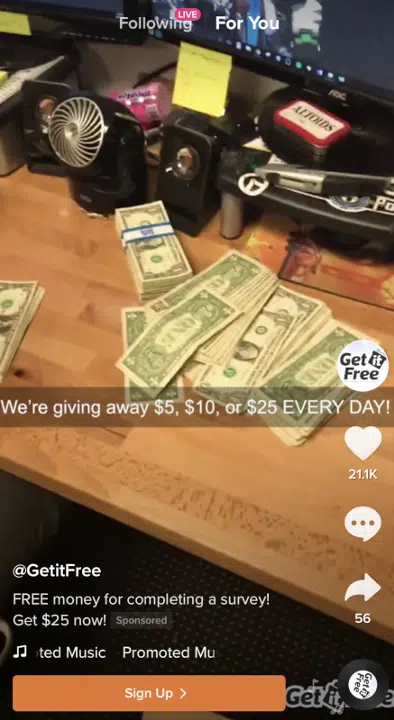 LIVE
Following
For You
ALTOIDS
AOC
ONE
Get it
Free
We're giving away $5, $10, or $25 EVERY DAY!
21.1K
56
@GetitFree
FREE money for completing a survey!
Get $25 now! Sponsored
ted Music Promoted Mu
Sign Up >
Get it
Free